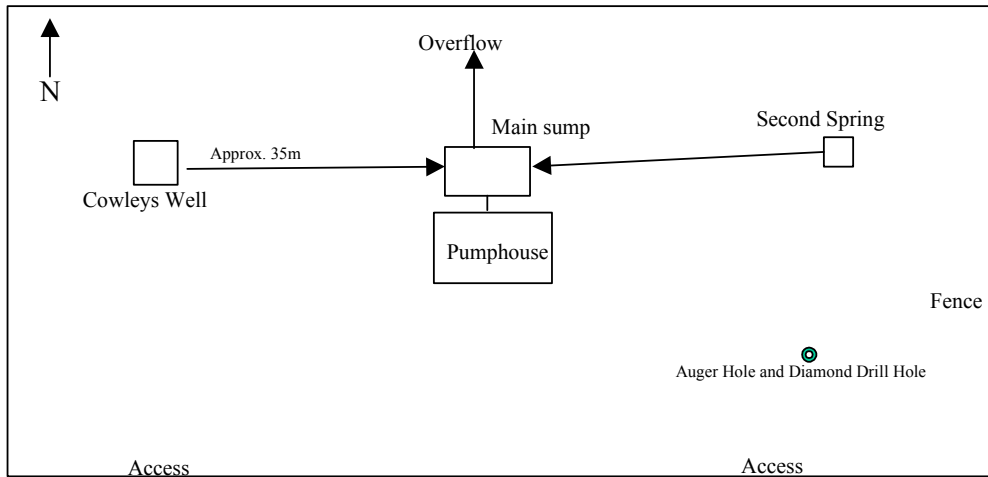 Overflow
N
Main sump
Second Spring
Approx. 35m
Cowleys Well
Pumphouse
Fence
Auger Hole and Diamond Drill Hole
Access
Access